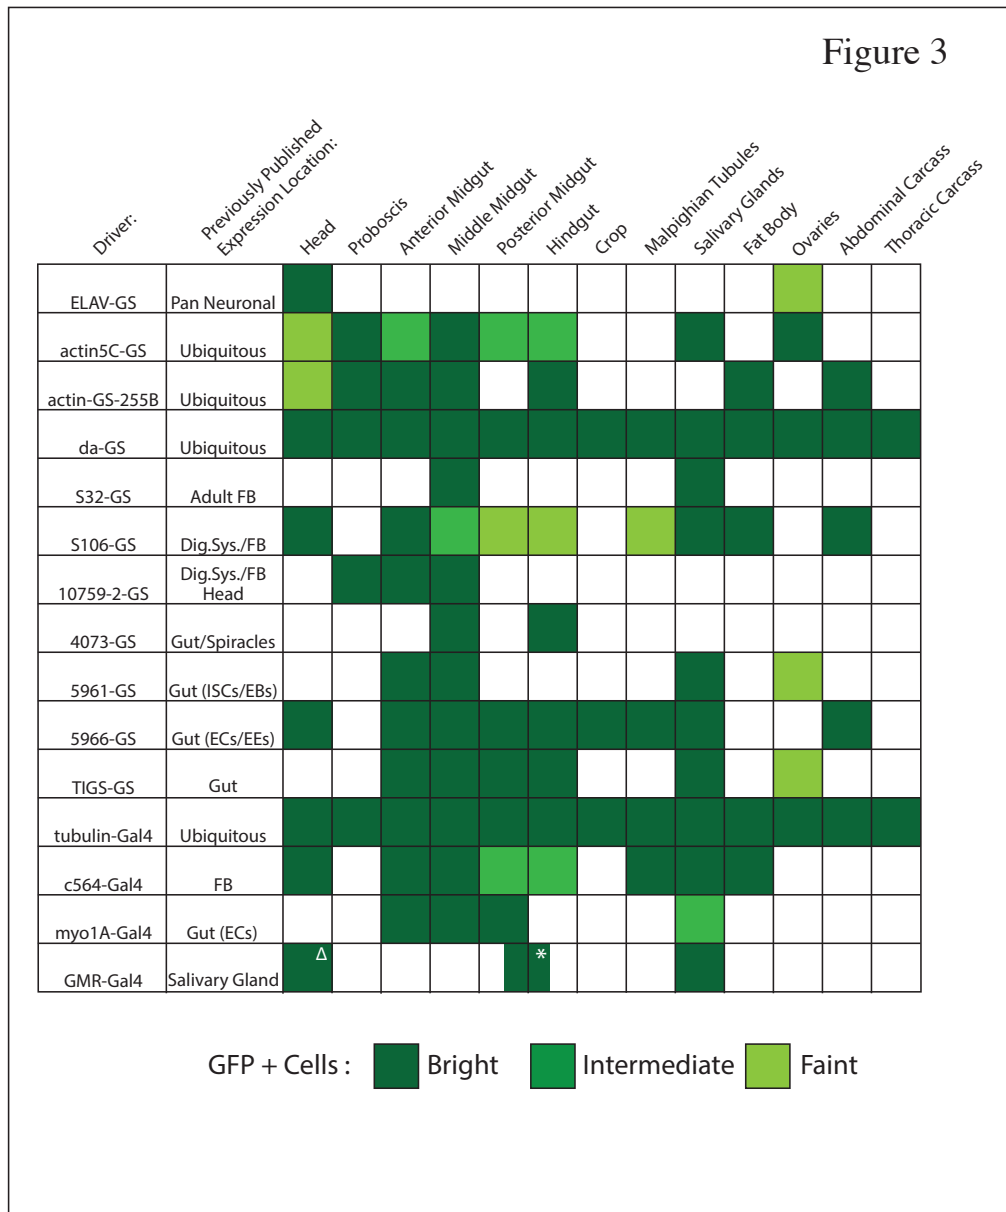 Figure 3
Driver:
Previously Published
Expression Location:
Head
Proboscis
Anterior Midgut
Middle Midgut
Posterior Midgut
Hindgut
Crop
Malpighian Tubules
Salivary Glands
Fat Body
Ovaries
Abdominal Carcass
Thoracic Carcass
ELAV-GS Pan Neuronal
actin5C-GS Ubiquitous
actin-GS-255B Ubiquitous
da-GS Ubiquitous
S32-GS Adult FB
S106-GS Dig.Sys./FB
10759-2-GS Dig.Sys./FB
Head
4073-GS Gut/Spiracles
5961-GS Gut (ISCs/EBs)
5966-GS Gut (ECs/EEs)
TIGS-GS Gut
tubulin-Gal4 Ubiquitous
c564-Gal4 FB
myo1A-Gal4 Gut (ECs)
GMR-Gal4 Salivary Gland Δ *
GFP + Cells : Bright Intermediate Faint